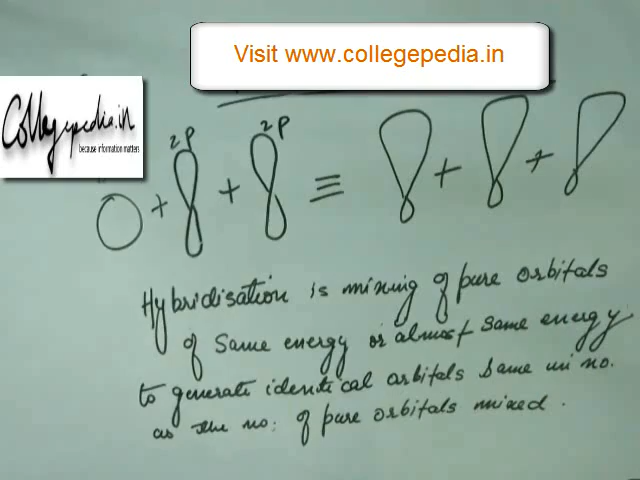 Visit www.collegepedia.in
Collegepedia.in
because information matters
2p 2p
+ + ≡ + +
Hybridisation is mixing of pure orbitals
of same energy or almost same energy
to generate identical orbitals same in no.
as the no: of pure orbitals mixed.